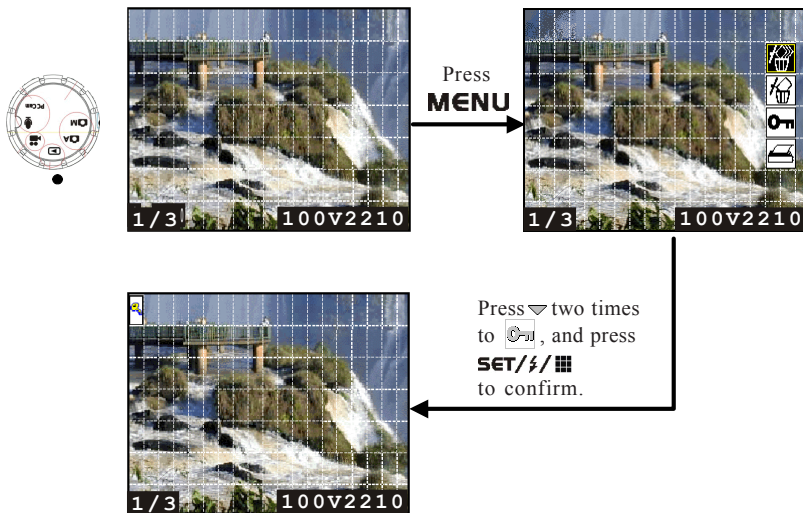 PCCam
M
A
1/3
100V2210
Press
MENU
1/3
100V2210
Press two times
to , and press
SET/ /
to confirm.
1/3
100V2210